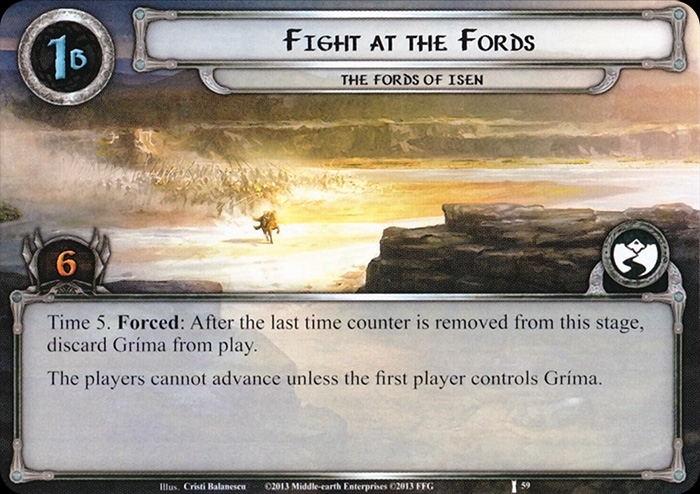 1B
FIGHT AT THE FORDS
THE FORDS OF ISEN
6
Time 5. Forced: After the last time counter is removed from this stage,
discard Gríma from play.
The players cannot advance unless the first player controls Gríma.
Illus. Cristi Balanescu ©2013 Middle-earth Enterprises ©2013 FFG 59